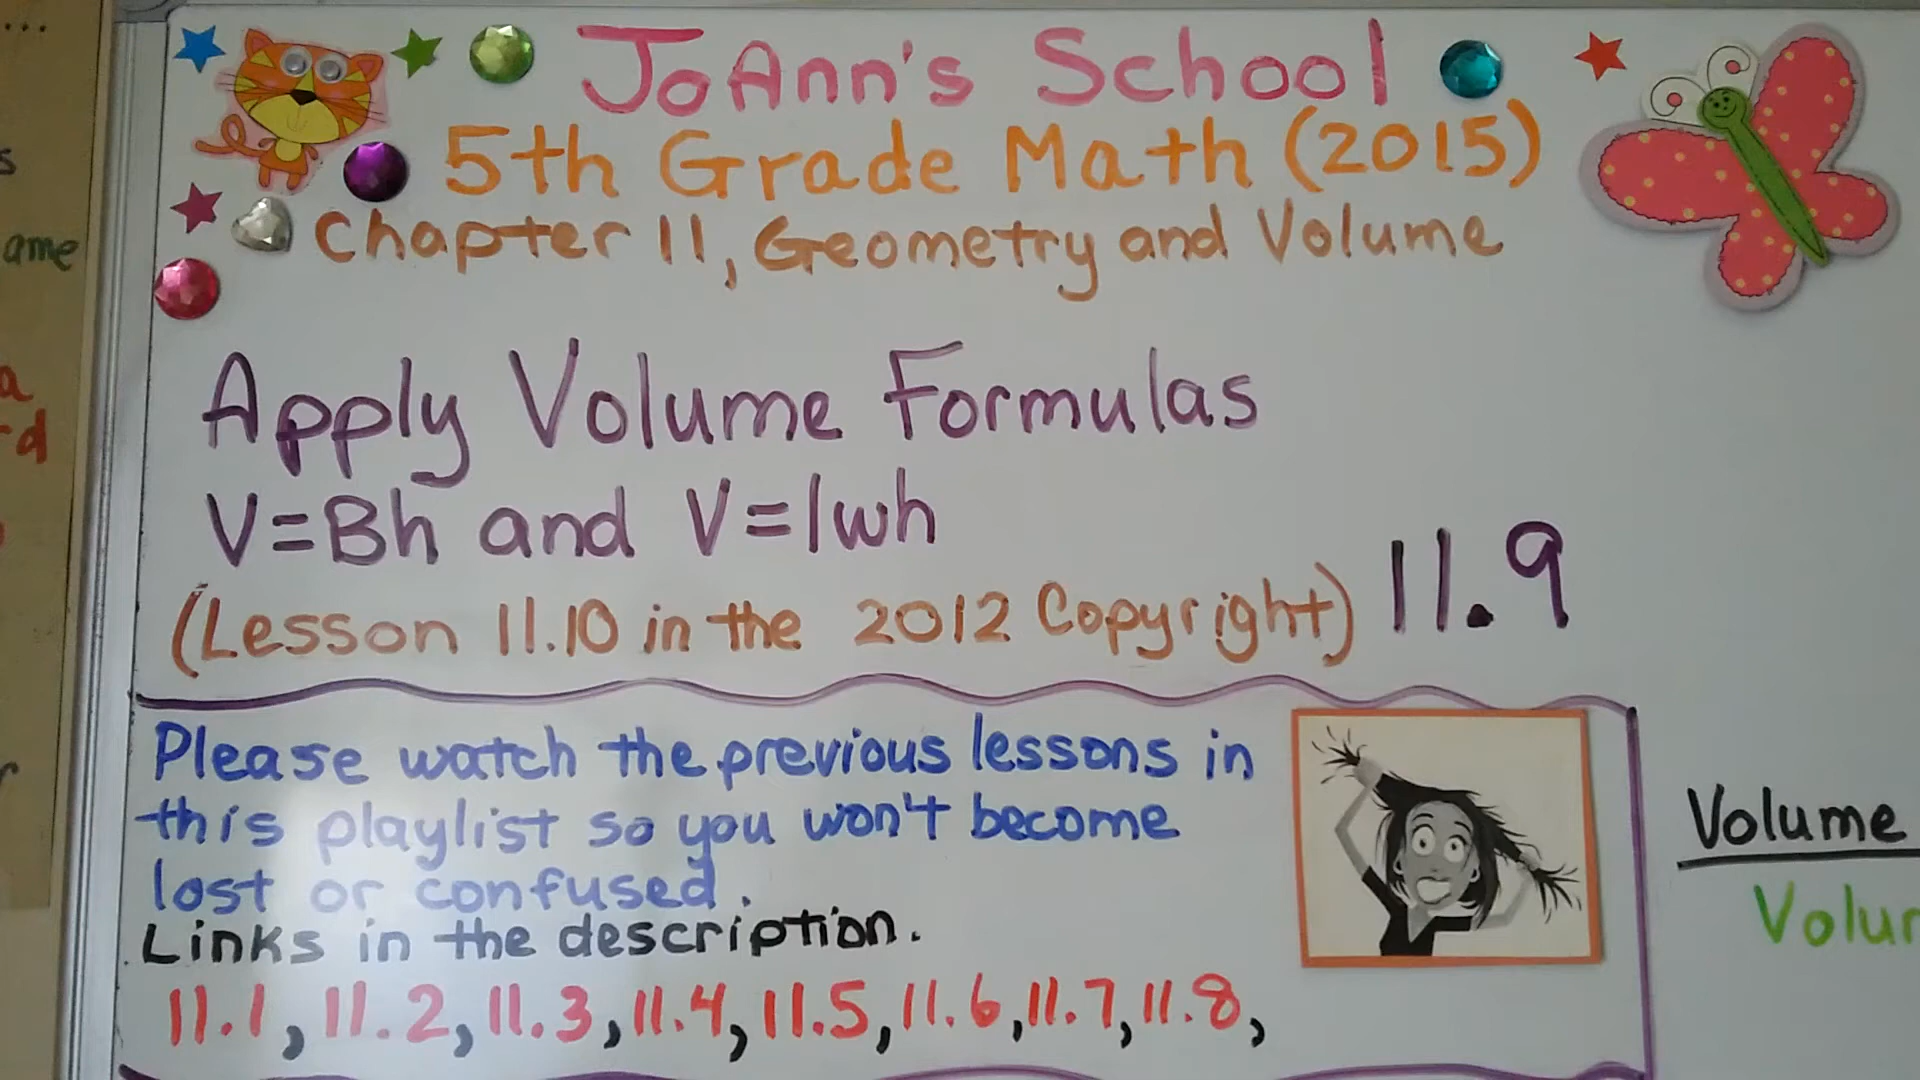 JoAnn's School
5th Grade Math (2015)
Chapter 11, Geometry and Volume
Apply Volume Formulas
V=Bh and V=lwh
(Lesson 11.10 in the 2012 Copyright) 11.9
Please watch the previous lessons in
this playlist so you won't become
lost or confused.
Links in the description.
11.1, 11.2, 11.3, 11.4, 11.5, 11.6, 11.7, 11.8,
Volume
ame